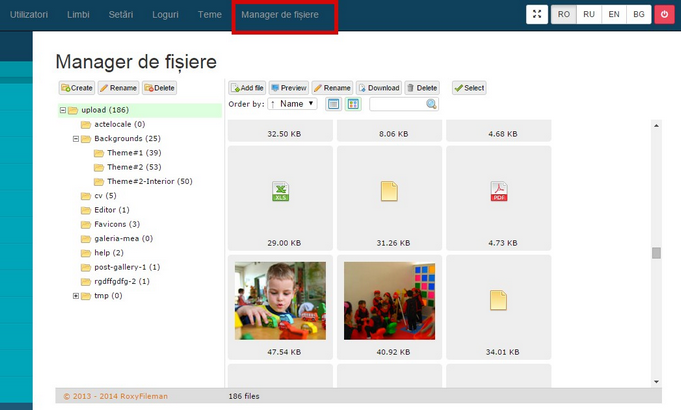 Utilizatori Limbi Setări Loguri Teme Manager de fișiere RO RU EN BG
Manager de fișiere
Create Rename Delete Add file Preview Rename Download Delete Select
Order by: ↑ Name
upload (186)
actelocale (0)
Backgrounds (25)
Theme#1 (39)
Theme#2 (53)
Theme#2-Interior (50)
cv (5)
Editor (1)
Favicons (3)
galeria-mea (0)
help (2)
post-gallery-1 (1)
rgdffgdfg-2 (1)
tmp (0)
32.50 KB 8.06 KB 4.68 KB
XLS PDF
29.00 KB 31.26 KB 4.73 KB
47.54 KB 40.92 KB 34.01 KB
© 2013 - 2014 RoxyFileman 186 files